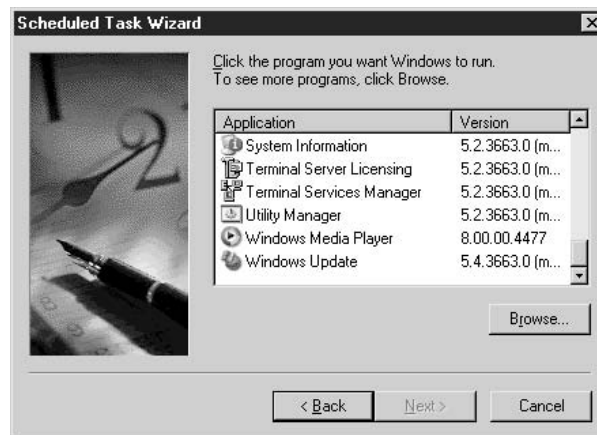 Scheduled Task Wizard
Click the program you want Windows to run.
To see more programs, click Browse.
Application Version
System Information 5.2.3663.0 (m...
Terminal Server Licensing 5.2.3663.0 (m...
Terminal Services Manager 5.2.3663.0 (m...
Utility Manager 5.2.3663.0 (m...
Windows Media Player 8.00.00.4477
Windows Update 5.4.3663.0 (m...
Browse...
< Back Next > Cancel